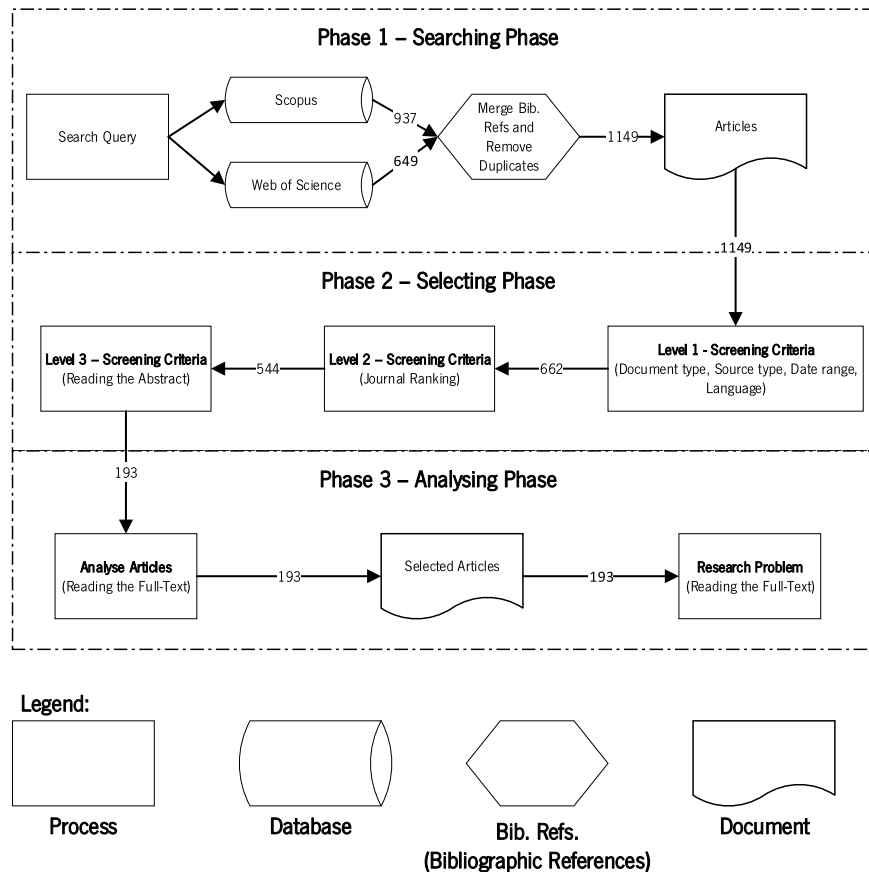 Phase 1 – Searching Phase
Search Query
Scopus
Web of Science
937
649
Merge Bib.
Refs and
Remove
Duplicates
1149
Articles
1149
Phase 2 – Selecting Phase
Level 1 - Screening Criteria
(Document type, Source type, Date range,
Language)
662
Level 2 – Screening Criteria
(Journal Ranking)
544
Level 3 – Screening Criteria
(Reading the Abstract)
193
Phase 3 – Analysing Phase
Analyse Articles
(Reading the Full-Text)
193
Selected Articles
193
Research Problem
(Reading the Full-Text)
Legend:
Process
Database
Bib. Refs.
(Bibliographic References)
Document